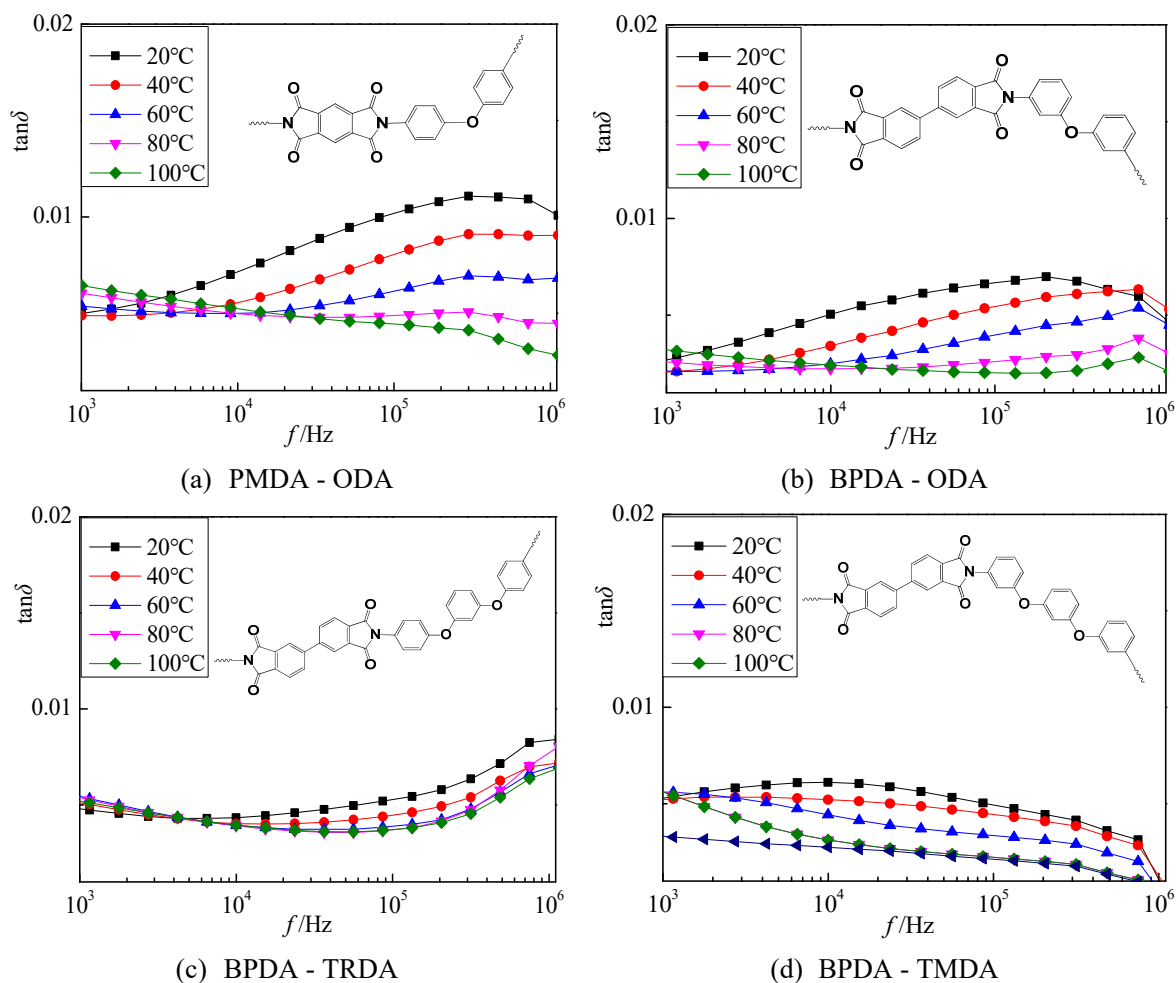 0.02
20°C
40°C
60°C
80°C
100°C
O
O
N
N
O
O
O
tanδ
0.01
10³
10⁴
10⁵
10⁶
f/Hz
(a) PMDA - ODA
0.02
20°C
40°C
60°C
80°C
100°C
O
O
N
N
O
O
O
tanδ
0.01
10³
10⁴
10⁵
10⁶
f/Hz
(b) BPDA - ODA
0.02
20°C
40°C
60°C
80°C
100°C
O
O
N
N
O
O
O
O
tanδ
0.01
10³
10⁴
10⁵
10⁶
f/Hz
(c) BPDA - TRDA
0.02
20°C
40°C
60°C
80°C
100°C
O
O
N
N
O
O
O
O
tanδ
0.01
10³
10⁴
10⁵
10⁶
f/Hz
(d) BPDA - TMDA